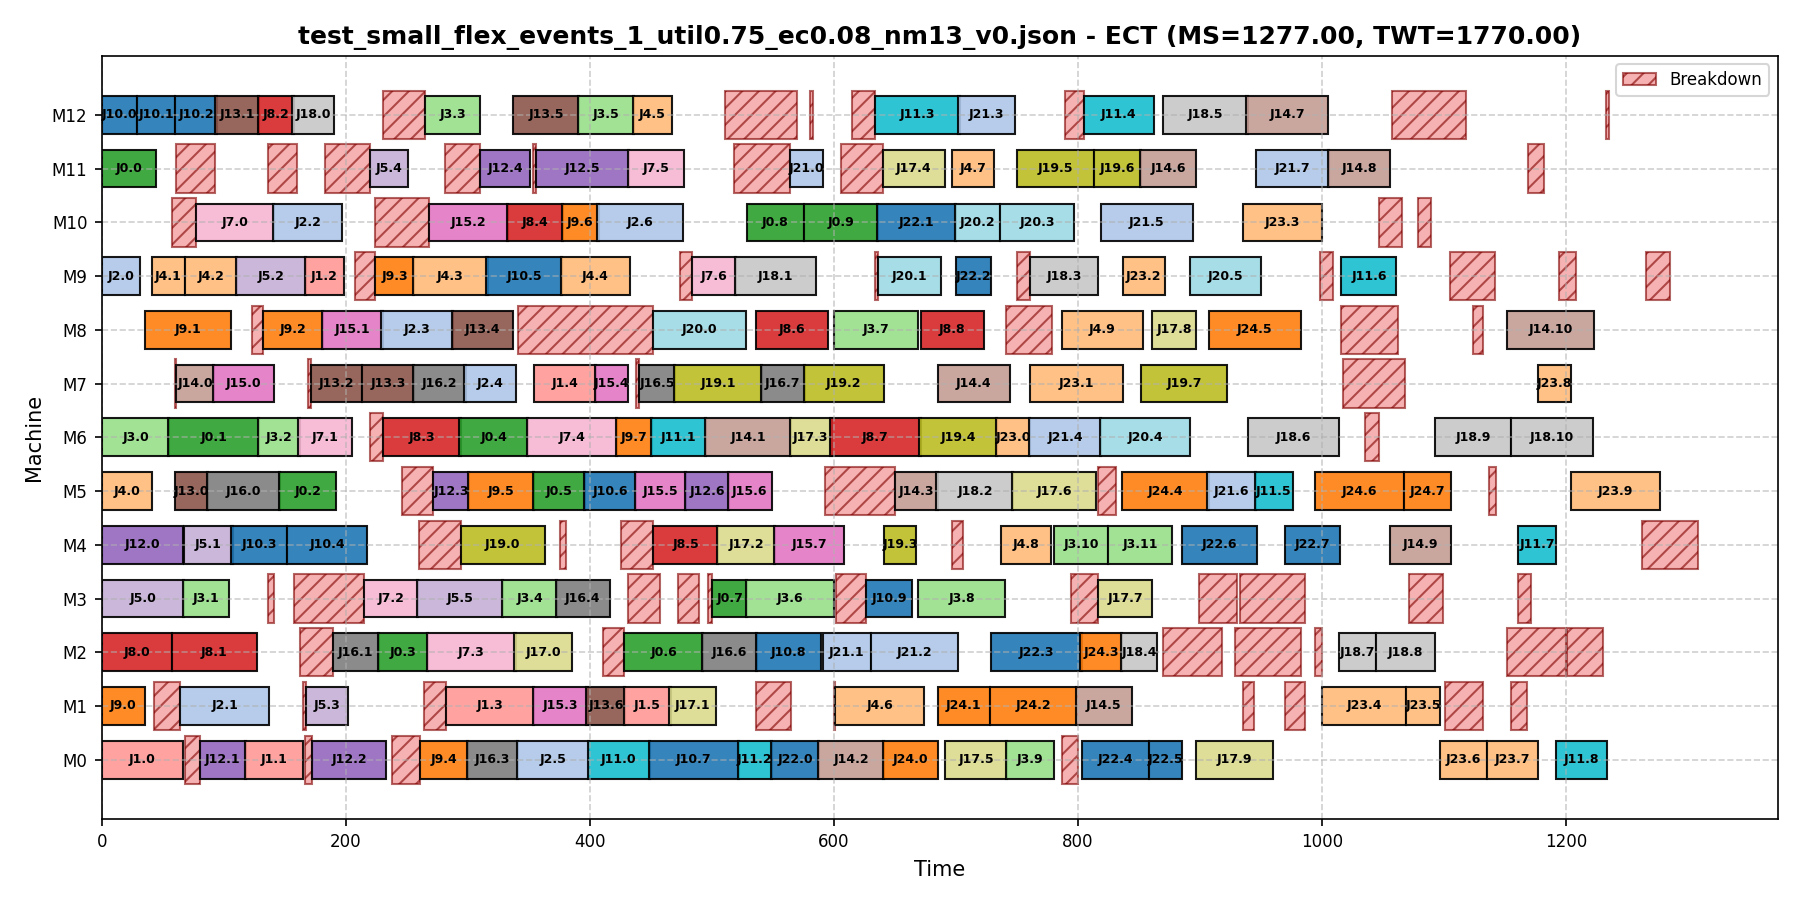 test_small_flex_events_1_util0.75_ec0.08_nm13_v0.json - ECT (MS=1277.00, TWT=1770.00)
Breakdown
M12 J10.0 J10.1 J10.2 J13.1 J8.2 J18.0 J3.3 J13.5 J3.5 J4.5 J11.3 J21.3 J11.4 J18.5 J14.7
M11 J0.0 J5.4 J12.4 J12.5 J7.5 J21.0 J17.4 J4.7 J19.5 J19.6 J14.6 J21.7 J14.8
M10 J7.0 J2.2 J15.2 J8.4 J9.6 J2.6 J0.8 J0.9 J22.1 J20.2 J20.3 J21.5 J23.3
M9 J2.0 J4.1 J4.2 J5.2 J1.2 J9.3 J4.3 J10.5 J4.4 J7.6 J18.1 J20.1 J22.2 J18.3 J23.2 J20.5 J11.6
M8 J9.1 J9.2 J15.1 J2.3 J13.4 J20.0 J8.6 J3.7 J8.8 J4.9 J17.8 J24.5 J14.10
M7 J14.0 J15.0 J13.2 J13.3 J16.2 J2.4 J1.4 J15.4 J16.5 J19.1 J16.7 J19.2 J14.4 J23.1 J19.7 J23.8
M6 J3.0 J0.1 J3.2 J7.1 J8.3 J0.4 J7.4 J9.7 J11.1 J14.1 J17.3 J8.7 J19.4 J23.0 J21.4 J20.4 J18.6 J18.9 J18.10
M5 J4.0 J13.0 J16.0 J0.2 J12.3 J9.5 J0.5 J10.6 J15.5 J12.6 J15.6 J14.3 J18.2 J17.6 J24.4 J21.6 J11.5 J24.6 J24.7 J23.9
M4 J12.0 J5.1 J10.3 J10.4 J19.0 J8.5 J17.2 J15.7 J19.3 J4.8 J3.10 J3.11 J22.6 J22.7 J14.9 J11.7
M3 J5.0 J3.1 J7.2 J5.5 J3.4 J16.4 J0.7 J3.6 J10.9 J3.8 J17.7
M2 J8.0 J8.1 J16.1 J0.3 J7.3 J17.0 J0.6 J16.6 J10.8 J21.1 J21.2 J22.3 J24.3 J18.4 J18.7 J18.8
M1 J9.0 J2.1 J5.3 J1.3 J15.3 J13.6 J1.5 J17.1 J4.6 J24.1 J24.2 J14.5 J23.4 J23.5
M0 J1.0 J12.1 J1.1 J12.2 J9.4 J16.3 J2.5 J11.0 J10.7 J11.2 J22.0 J14.2 J24.0 J17.5 J3.9 J22.4 J22.5 J17.9 J23.6 J23.7 J11.8
0 200 400 600 800 1000 1200
Time
Machine